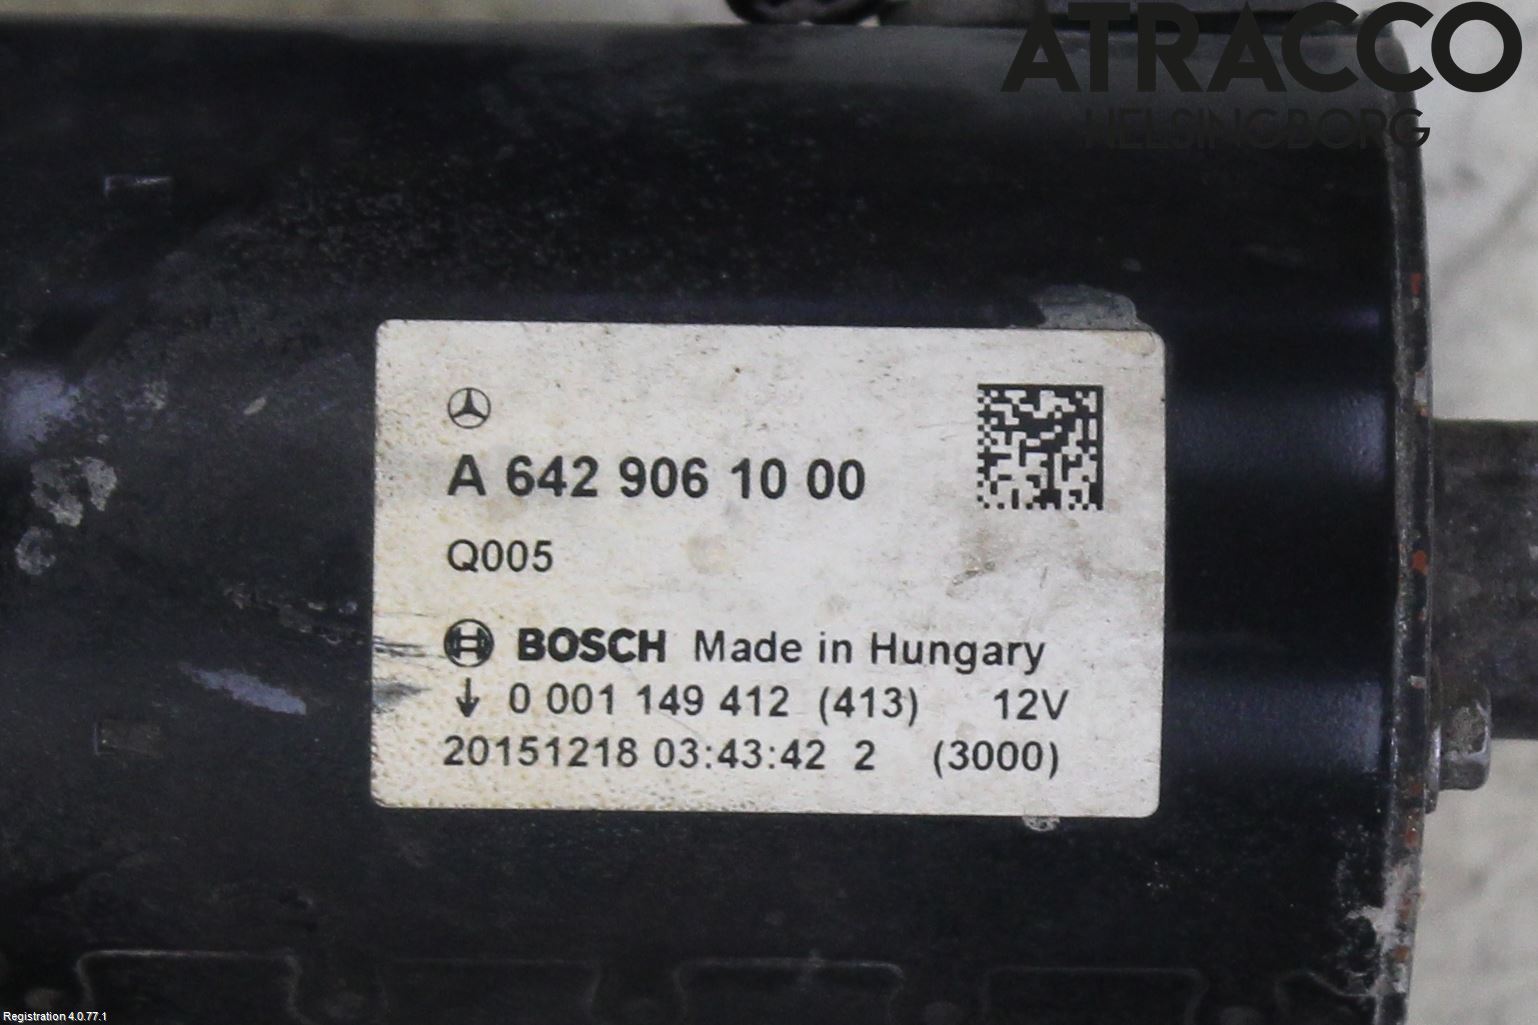 ATRACCO
HELSINGBORG
A 642 906 10 00
Q005
BOSCH Made in Hungary
↓ 0 001 149 412 (413) 12V
20151218 03:43:42 2 (3000)
Registration 4.0.77.1